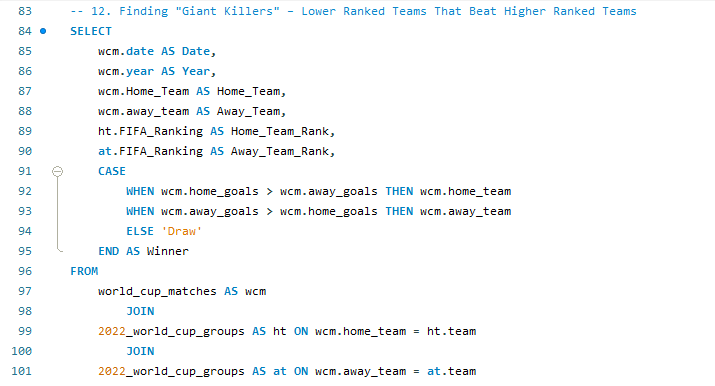 83 -- 12. Finding "Giant Killers" – Lower Ranked Teams That Beat Higher Ranked Teams
84 SELECT
85 wcm.date AS Date,
86 wcm.year AS Year,
87 wcm.Home_Team AS Home_Team,
88 wcm.away_team AS Away_Team,
89 ht.FIFA_Ranking AS Home_Team_Rank,
90 at.FIFA_Ranking AS Away_Team_Rank,
91 CASE
92 WHEN wcm.home_goals > wcm.away_goals THEN wcm.home_team
93 WHEN wcm.away_goals > wcm.home_goals THEN wcm.away_team
94 ELSE 'Draw'
95 END AS Winner
96 FROM
97 world_cup_matches AS wcm
98 JOIN
99 2022_world_cup_groups AS ht ON wcm.home_team = ht.team
100 JOIN
101 2022_world_cup_groups AS at ON wcm.away_team = at.team